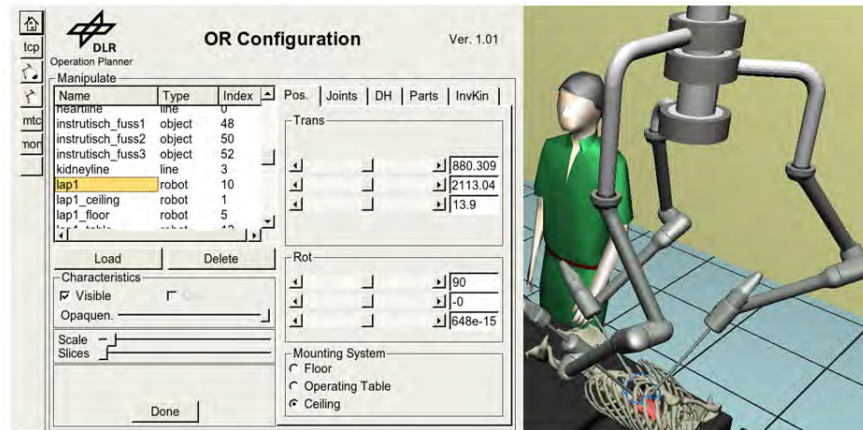 DLR
Operation Planner
OR Configuration
Ver. 1.01
tcp
mtc
mon
Manipulate
Name Type Index
heartline line 0
instrutisch_fuss1 object 48
instrutisch_fuss2 object 50
instrutisch_fuss3 object 52
kidneyline line 3
lap1 robot 10
lap1_ceiling robot 1
lap1_floor robot 5
Load Delete
Characteristics
Visible
Opaquen.
Scale
Slices
Done
Pos. Joints DH Parts InvKin
Trans
880.309
2113.04
13.9
Rot
90
-0
648e-15
Mounting System
Floor
Operating Table
Ceiling